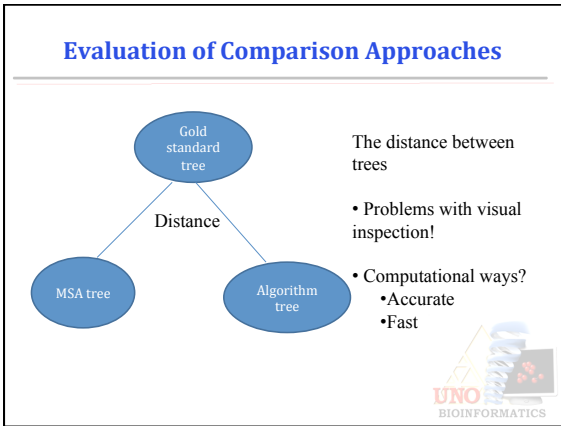 Evaluation of Comparison Approaches
Gold
standard
tree
Distance
MSA tree
Algorithm
tree
The distance between
trees
• Problems with visual
inspection!
• Computational ways?
•Accurate
•Fast
UNO
BIOINFORMATICS